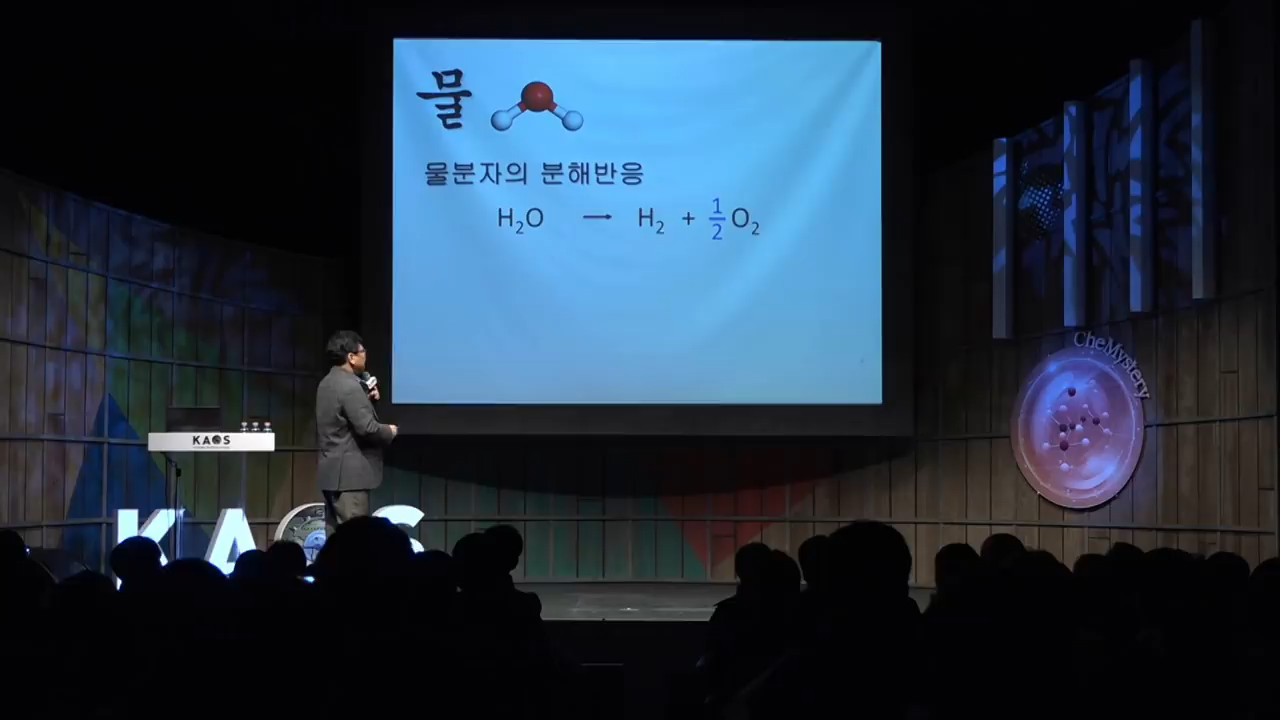 물
물분자의 분해반응
H₂O → H₂ + 1/2 O₂
CheMystery
KAOS
KAOS